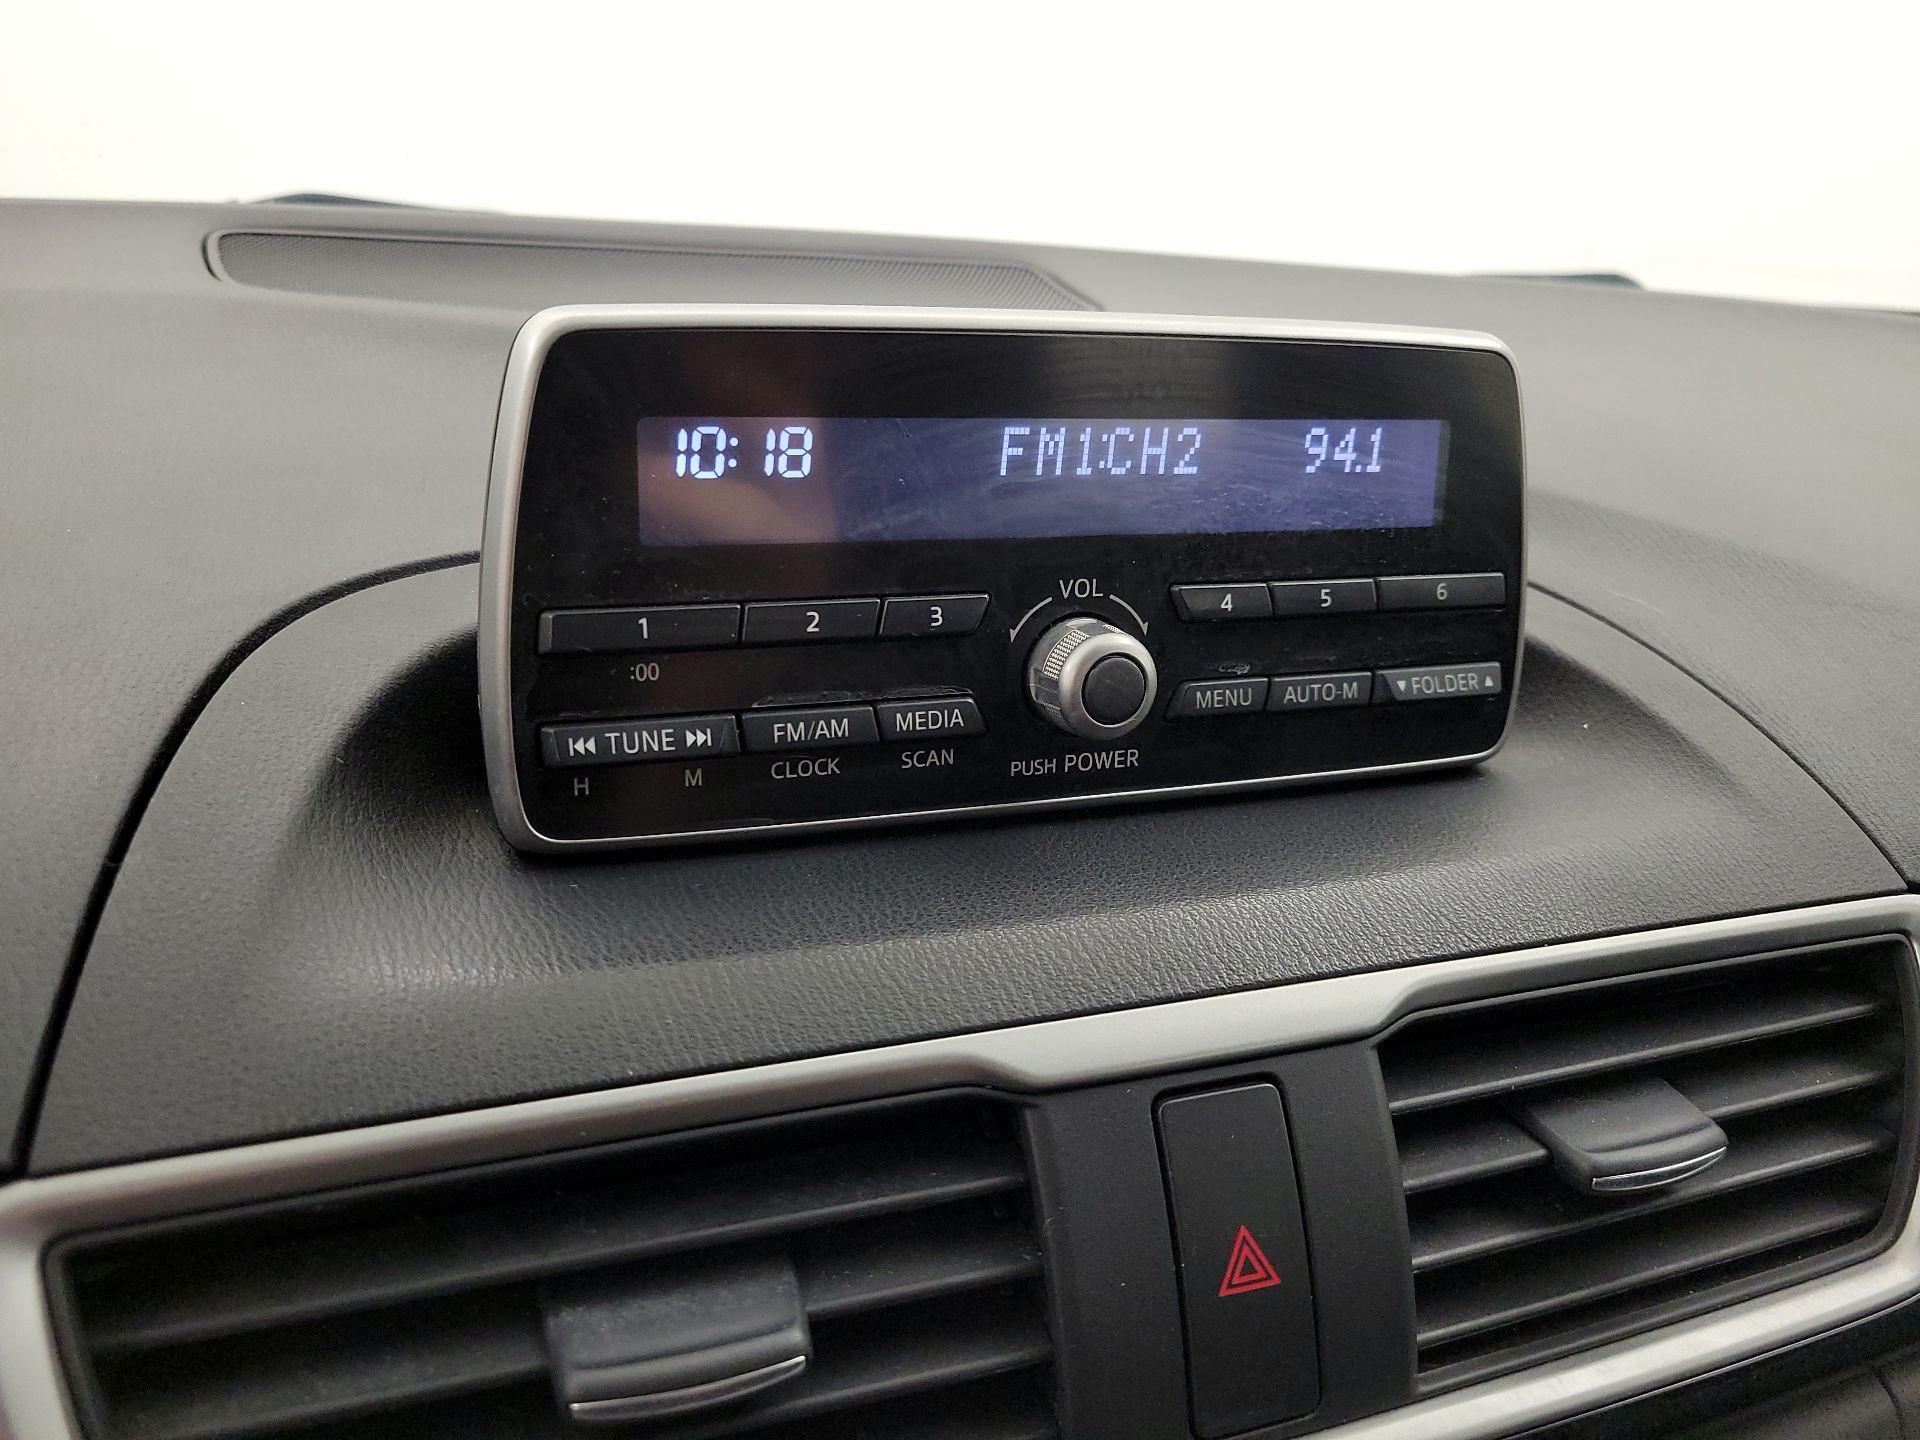 10:18 FM1:CH2 94.1
VOL
1 2 3 4 5 6
:00
⏮ TUNE ⏭ FM/AM MEDIA MENU AUTO-M ▼ FOLDER ▲
H M CLOCK SCAN PUSH POWER